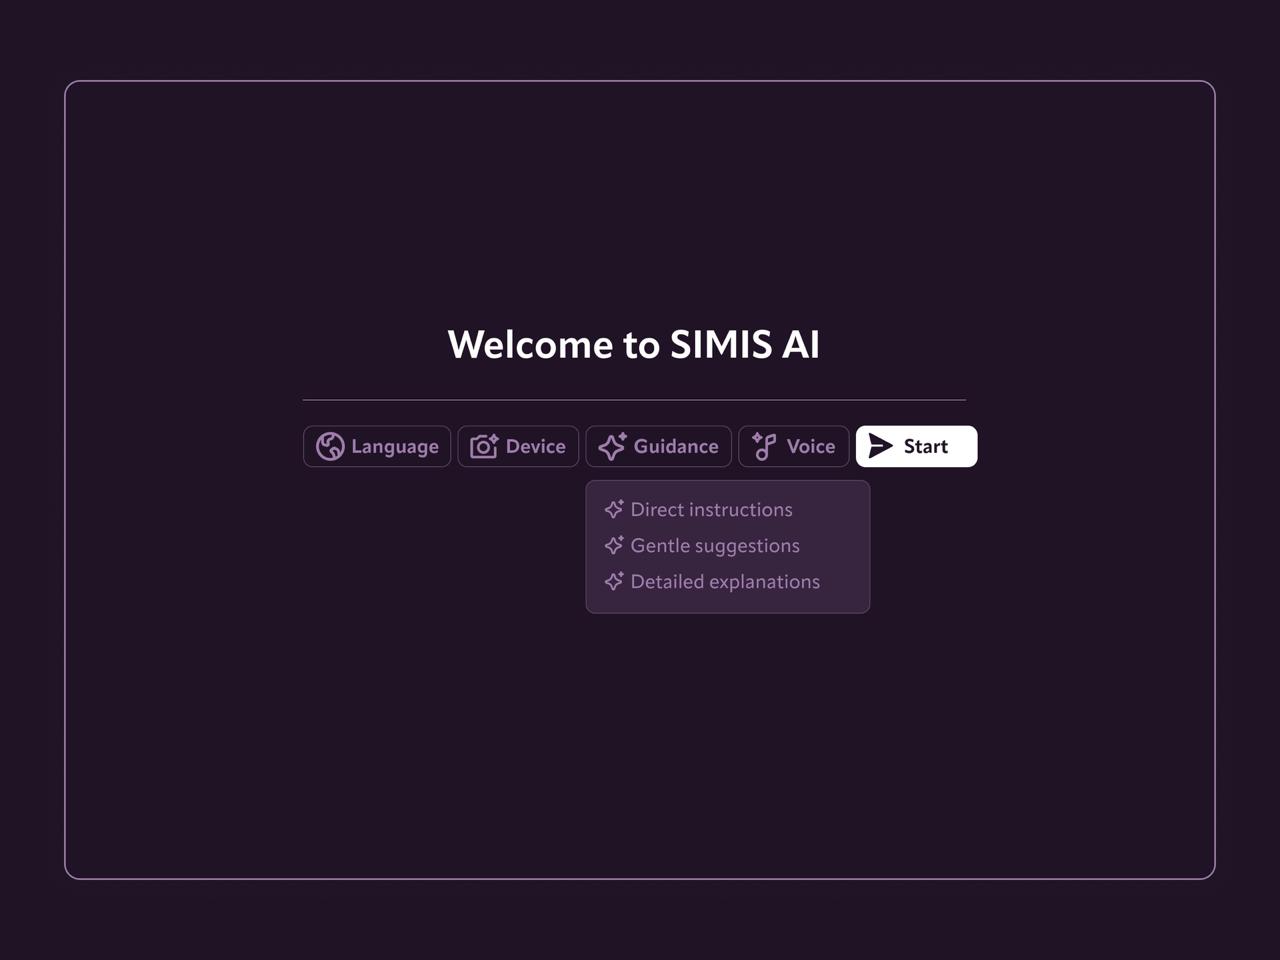 Welcome to SIMIS AI
Language Device Guidance Voice Start
Direct instructions
Gentle suggestions
Detailed explanations